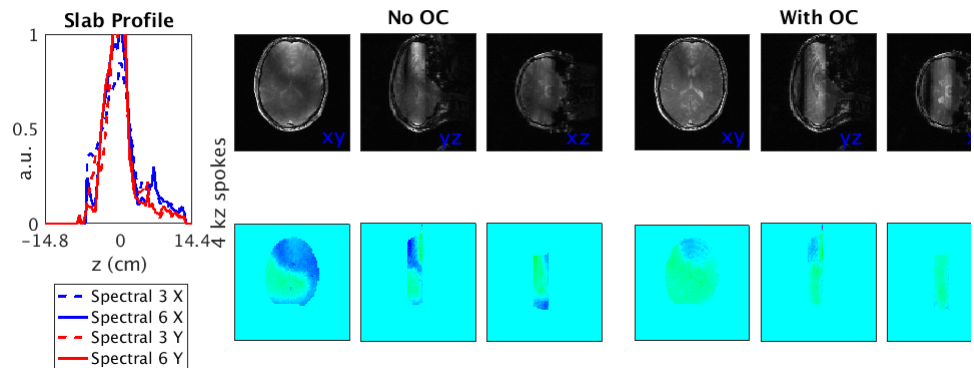 Slab Profile
No OC
With OC
1
0.5
0
a.u.
−14.8
0
14.4
z (cm)
Spectral 3 X
Spectral 6 X
Spectral 3 Y
Spectral 6 Y
4 kz spokes
xy
yz
xz
xy
yz